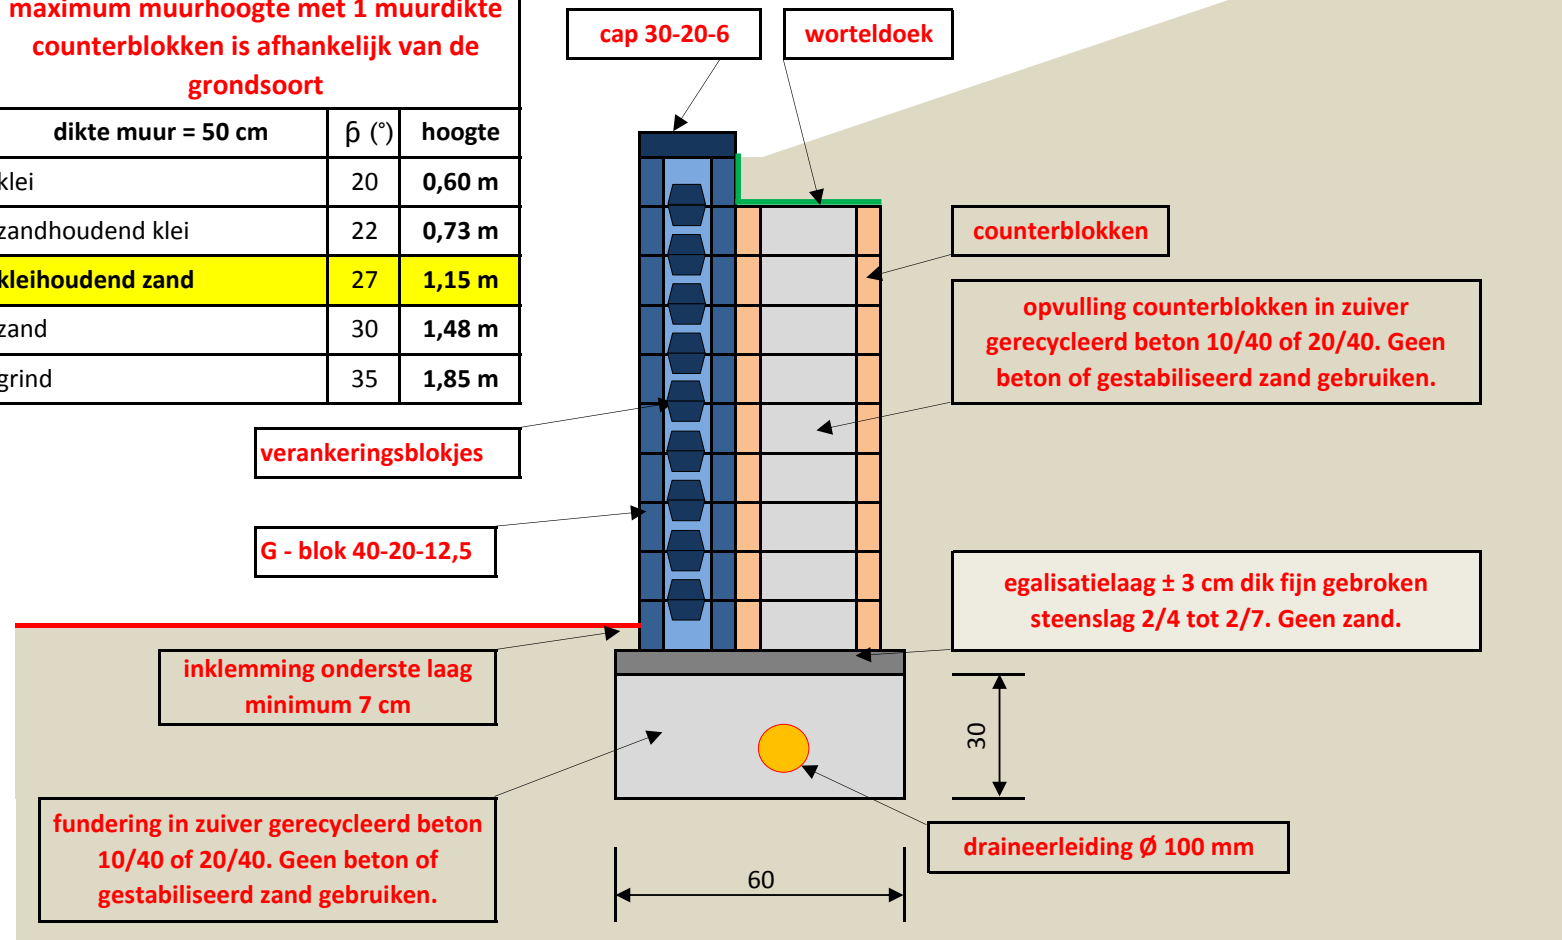 maximum muurhoogte met 1 muurdikte
counterblokken is afhankelijk van de
grondsoort
dikte muur = 50 cm ϕ (°) hoogte
klei 20 0,60 m
zandhoudend klei 22 0,73 m
kleihoudend zand 27 1,15 m
zand 30 1,48 m
grind 35 1,85 m
cap 30-20-6
worteldoek
counterblokken
opvulling counterblokken in zuiver
gerecycleerd beton 10/40 of 20/40. Geen
beton of gestabiliseerd zand gebruiken.
verankeringsblokjes
G - blok 40-20-12,5
egalisatielaag ± 3 cm dik fijn gebroken
steenslag 2/4 tot 2/7. Geen zand.
inklemming onderste laag
minimum 7 cm
30
fundering in zuiver gerecycleerd beton
10/40 of 20/40. Geen beton of
gestabiliseerd zand gebruiken.
draineerleiding Ø 100 mm
60